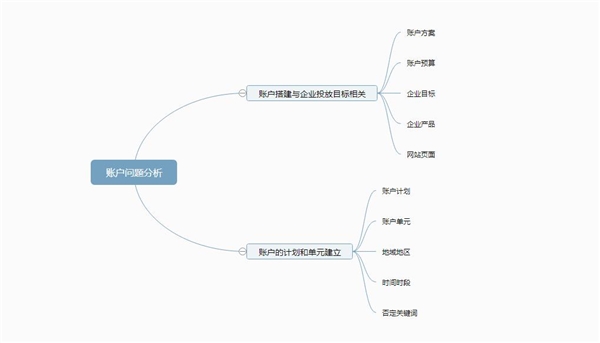 账户问题分析
账户搭建与企业投放目标相关
账户方案
账户预算
企业目标
企业产品
网站页面
账户的计划和单元建立
账户计划
账户单元
地域地区
时间时段
否定关键词